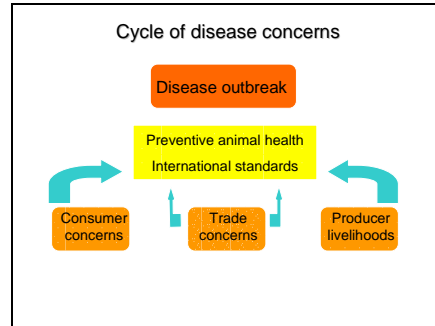 Cycle of disease concerns
Disease outbreak
Preventive animal health
International standards
Consumer
concerns
Trade
concerns
Producer
livelihoods